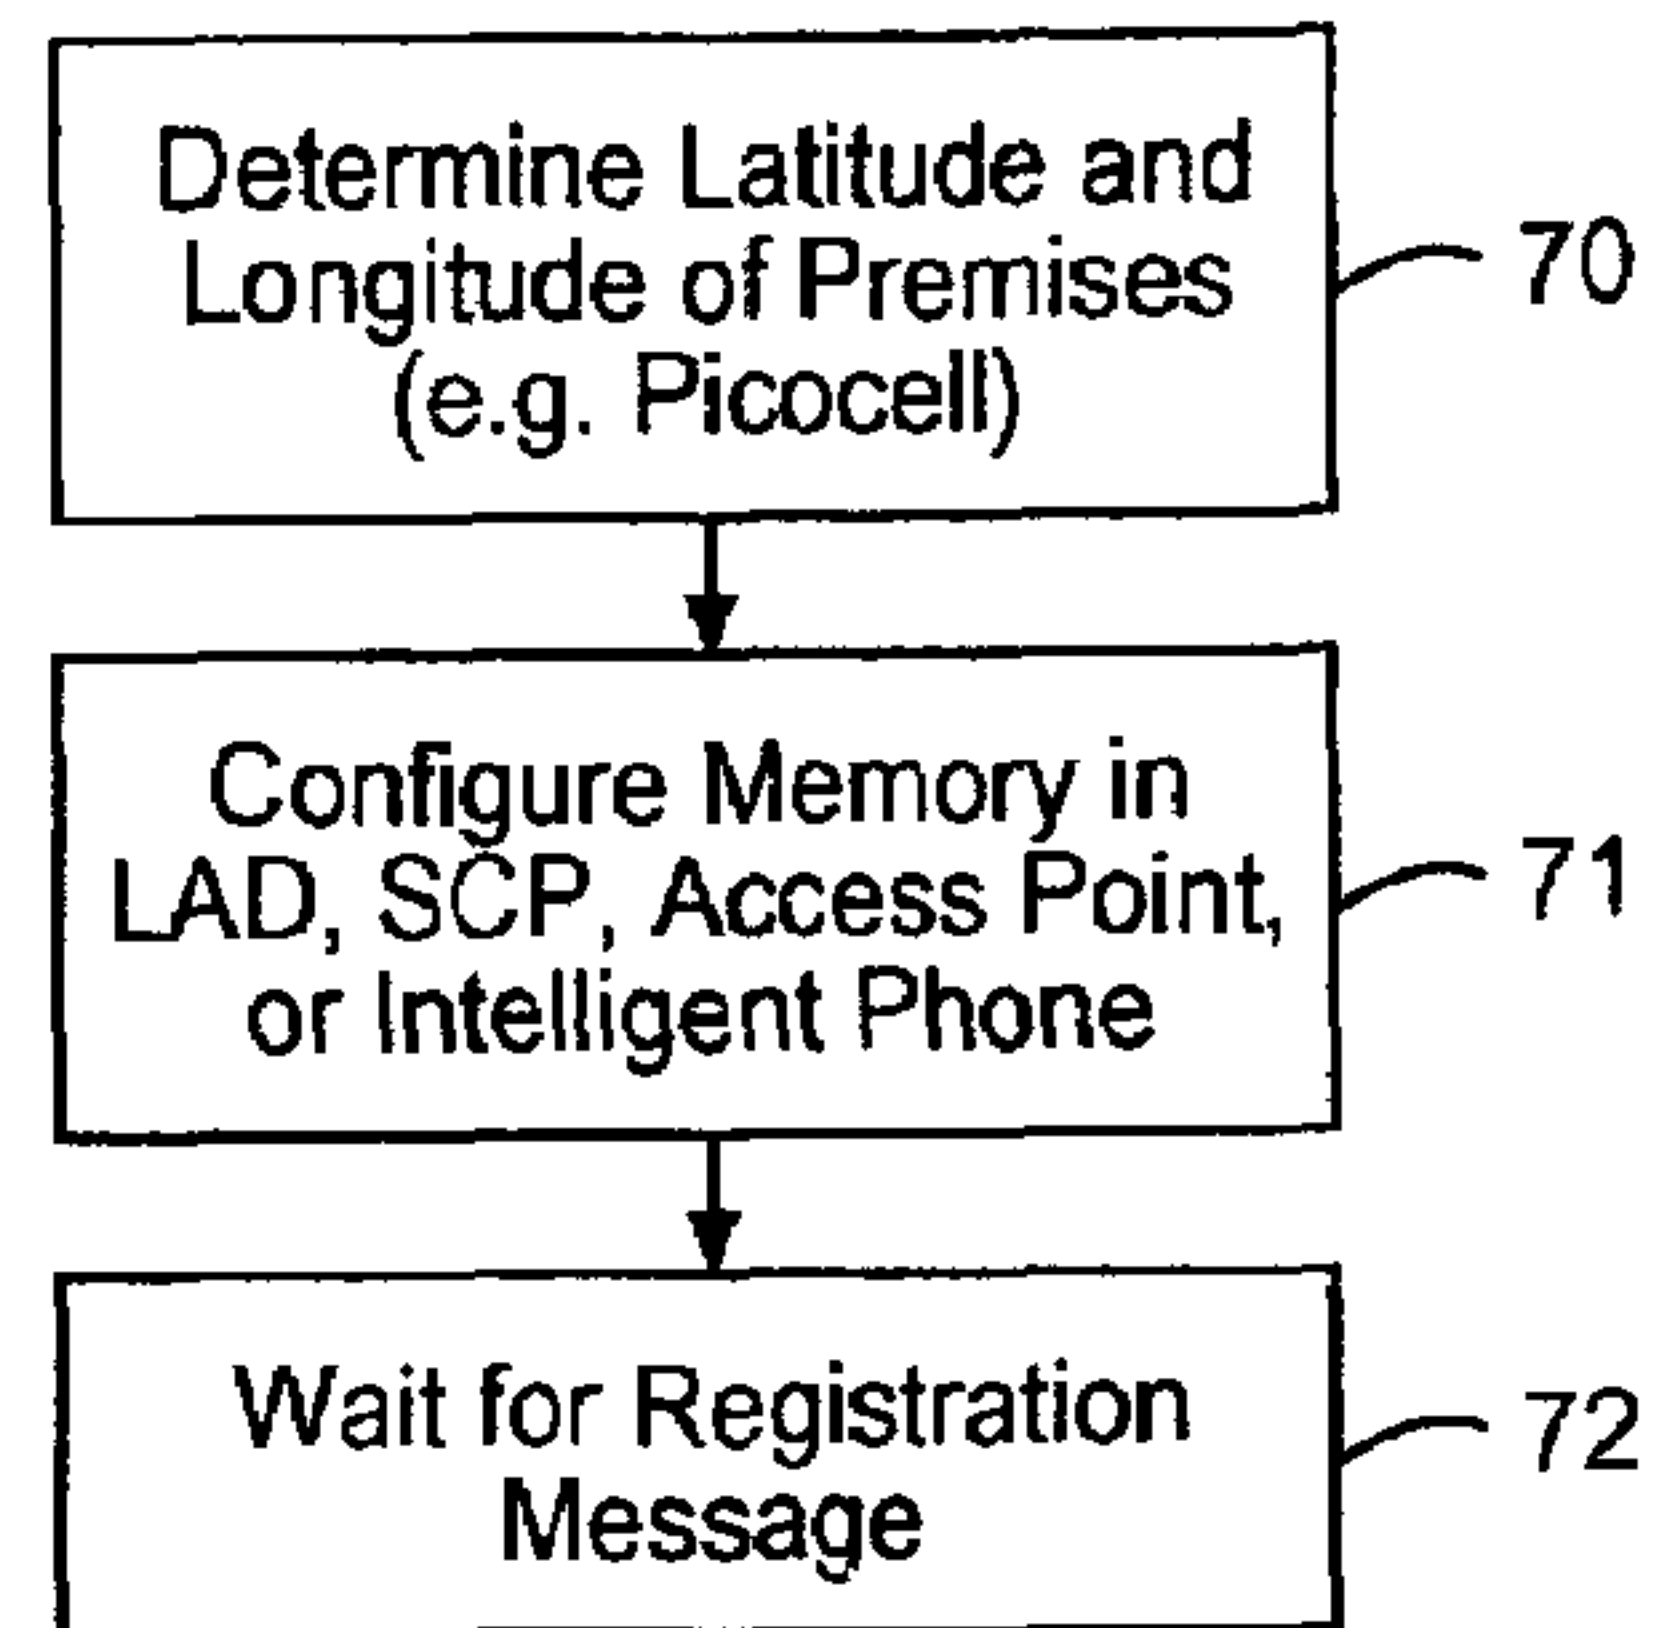 Determine Latitude and
Longitude of Premises
(e.g. Picocell)
70
Configure Memory in
LAD, SCP, Access Point,
or Intelligent Phone
71
Wait for Registration
Message
72